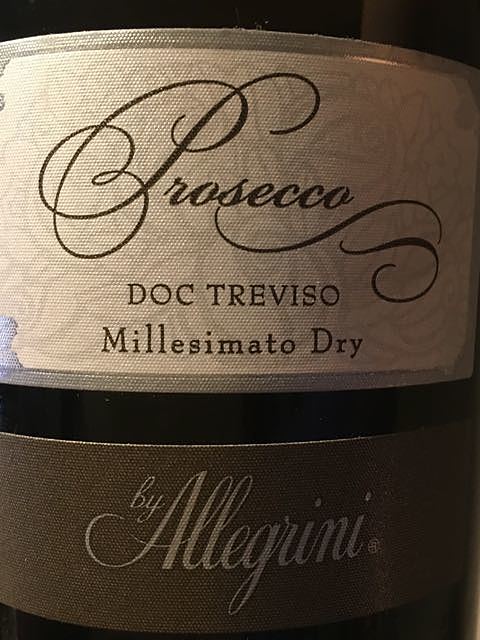 Prosecco
DOC TREVISO
Millesimato Dry
by Allegrini®